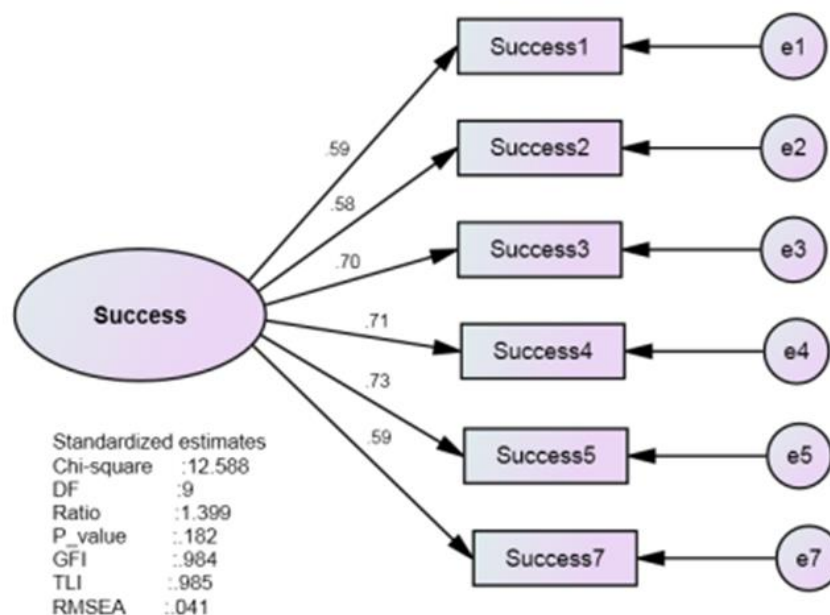 Success1
e1
.59
Success2
e2
.58
Success3
e3
.70
Success
Success4
e4
.71
.73
Success5
e5
.59
Success7
e7
Standardized estimates
Chi-square :12.588
DF :9
Ratio :1.399
P_value :.182
GFI :.984
TLI :.985
RMSEA :.041